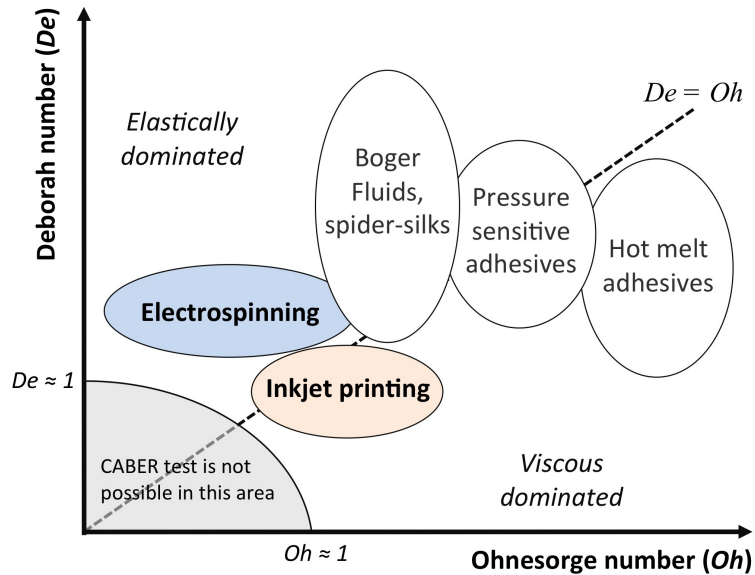 Deborah number (De)
De = Oh
Elastically
dominated
Boger
Fluids,
spider-silks
Pressure
sensitive
adhesives
Hot melt
adhesives
Electrospinning
Inkjet printing
De ≈ 1
CABER test is not
possible in this area
Viscous
dominated
Oh ≈ 1
Ohnesorge number (Oh)